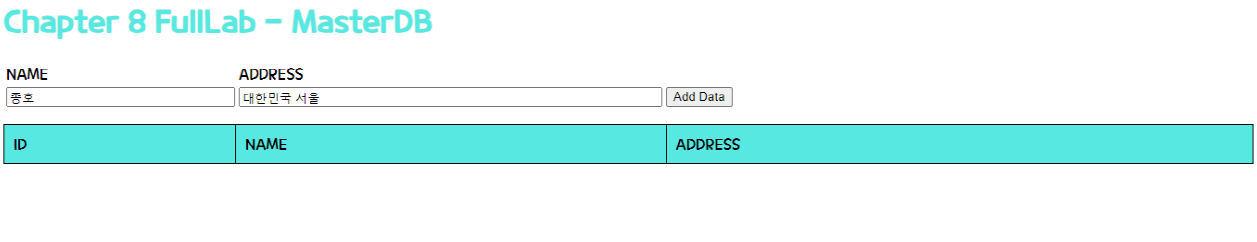 Chapter 8 FullLab - MasterDB
NAME ADDRESS
종호 대한민국 서울 Add Data
ID NAME ADDRESS